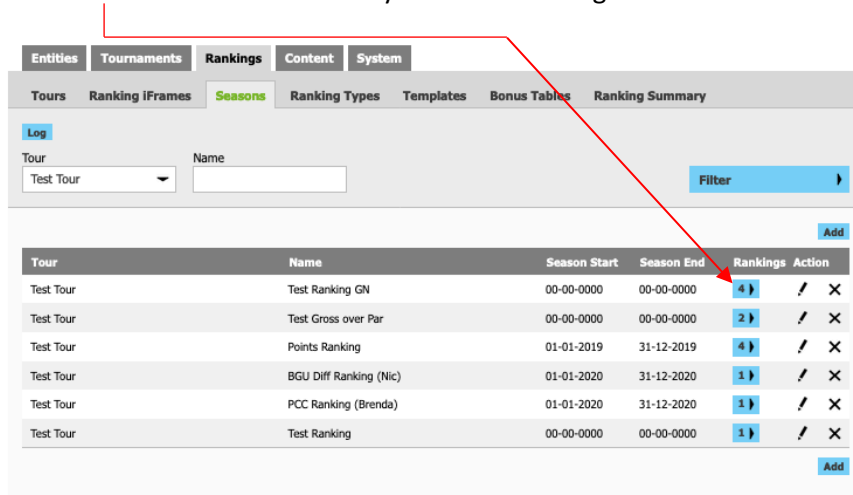 Entities Tournaments Rankings Content System
Tours Ranking iFrames Seasons Ranking Types Templates Bonus Tables Ranking Summary
Log
Tour Name
Test Tour
Filter
Add
Tour Name Season Start Season End Rankings Action
Test Tour Test Ranking GN 00-00-0000 00-00-0000 4
Test Tour Test Gross over Par 00-00-0000 00-00-0000 2
Test Tour Points Ranking 01-01-2019 31-12-2019 4
Test Tour BGU Diff Ranking (Nic) 01-01-2020 31-12-2020 1
Test Tour PCC Ranking (Brenda) 01-01-2020 31-12-2020 1
Test Tour Test Ranking 00-00-0000 00-00-0000 1
Add